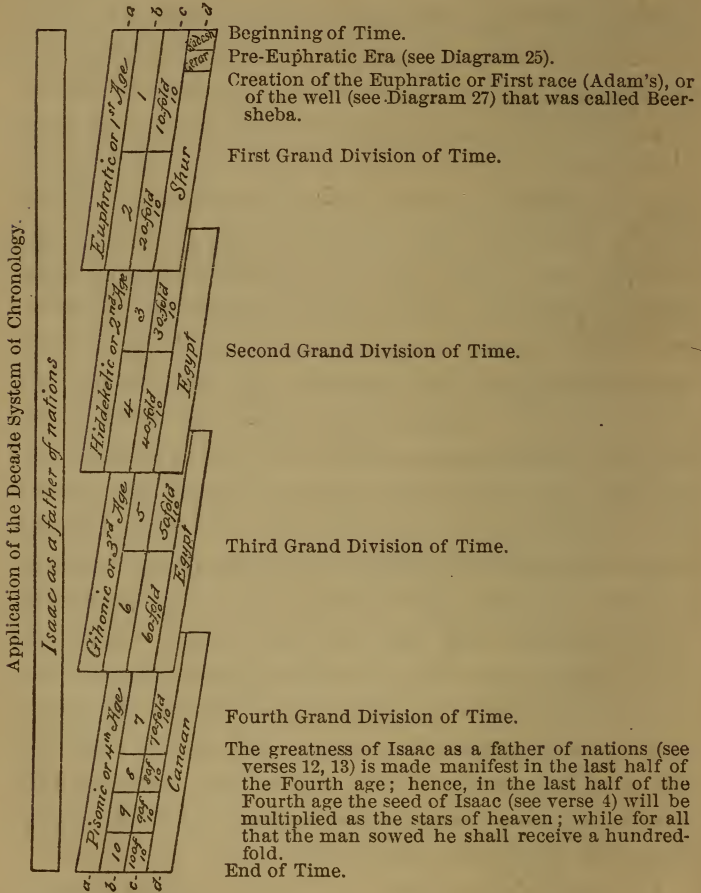 Application of the Decade System of Chronology.
Isaac as a father of nations
-a
-b
-c
-d
Euphratic or 1st Age
1
2
10-fold
10
20-fold
10
Shur
Gerar
Kadesh
Hiddekelic or 2nd Age
3
4
30-fold
10
40-fold
10
Egypt
Gihonic or 3rd Age
5
6
50-fold
10
60-fold
10
Egypt
Pisonic or 4th Age
7
8
9
10
70-fold
10
80f
10
90f
10
100f
10
Canaan
a-
b-
c-
d-
Beginning of Time.
Pre-Euphratic Era (see Diagram 25).
Creation of the Euphratic or First race (Adam's), or
of the well (see Diagram 27) that was called Beer-
sheba.
First Grand Division of Time.
Second Grand Division of Time.
Third Grand Division of Time.
Fourth Grand Division of Time.
The greatness of Isaac as a father of nations (see
verses 12, 13) is made manifest in the last half of
the Fourth age; hence, in the last half of the
Fourth age the seed of Isaac (see verse 4) will be
multiplied as the stars of heaven; while for all
that the man sowed he shall receive a hundred-
fold.
End of Time.